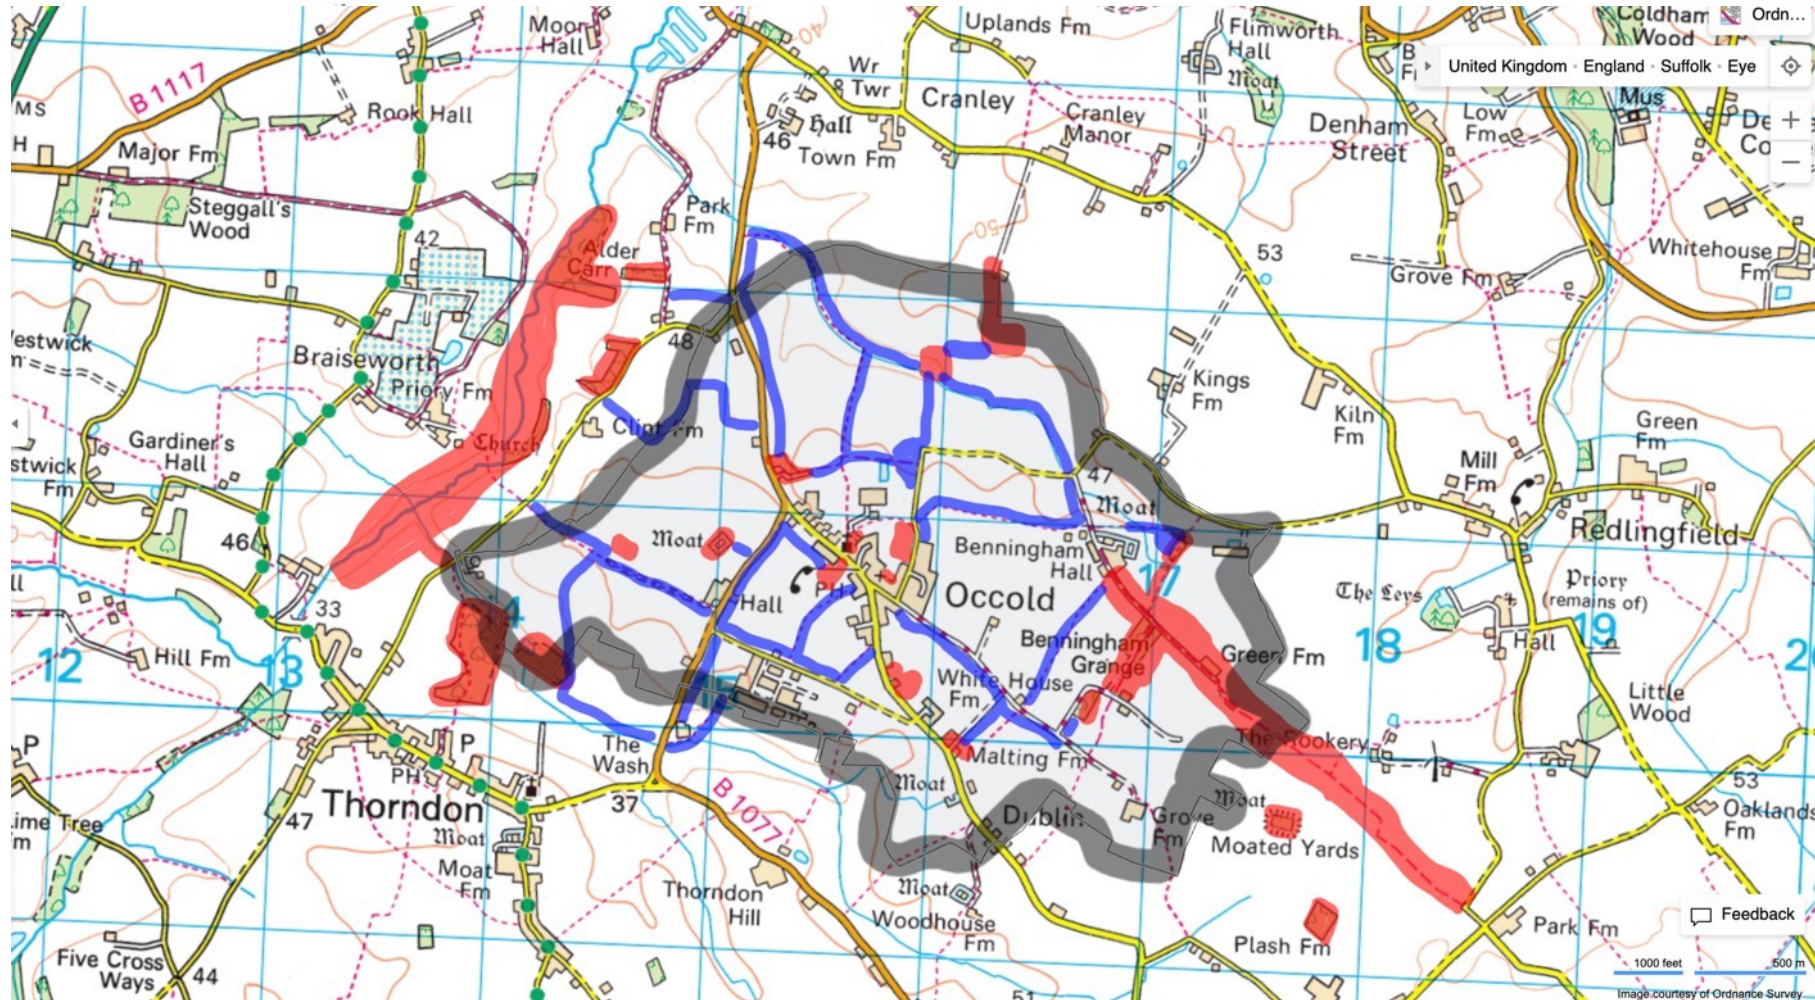 Moor
Hall
Uplands Fm
Flimworth
Hall
Moat
Coldham
Wood
Ordn...
United Kingdom · England · Suffolk · Eye
B1117
MS
H
40
Wr
Twr
Cranley
Cranley
Manor
Rook Hall
Hall
Town Fm
46
Major Fm
Denham
Street
Low
Fm
Mus
Steggall's
Wood
Park
Fm
42
50
53
Whitehouse
Fm
Alder
Carr
Grove Fm
48
Braiseworth
Priory Fm
Kings
Fm
Kiln
Fm
Green
Fm
Gardiner's
Hall
Church
Clint Fm
47
Mill
Fm
Moat
Redlingfield
46
Moat
Benningham
Hall
17
Priory
(remains of)
The Leys
Hall
PH
Occold
33
14
Hill Fm
12
13
Benningham
Grange
Green Fm
18
Hall
19
White House
Fm
Little
Wood
15
P
P
The
Wash
Malting Fm
The Rookery
PH
Moat
Thorndon
37
B1077
Dublin
Moat
Grove
Fm
53
Oaklands
Fm
47
Moat
Moated Yards
Moat
Fm
Thorndon
Hill
Moat
Woodhouse
Fm
Plash Fm
Park Fm
Feedback
Five Cross
Ways
44
51
1000 feet
500 m
Image courtesy of Ordnance Survey